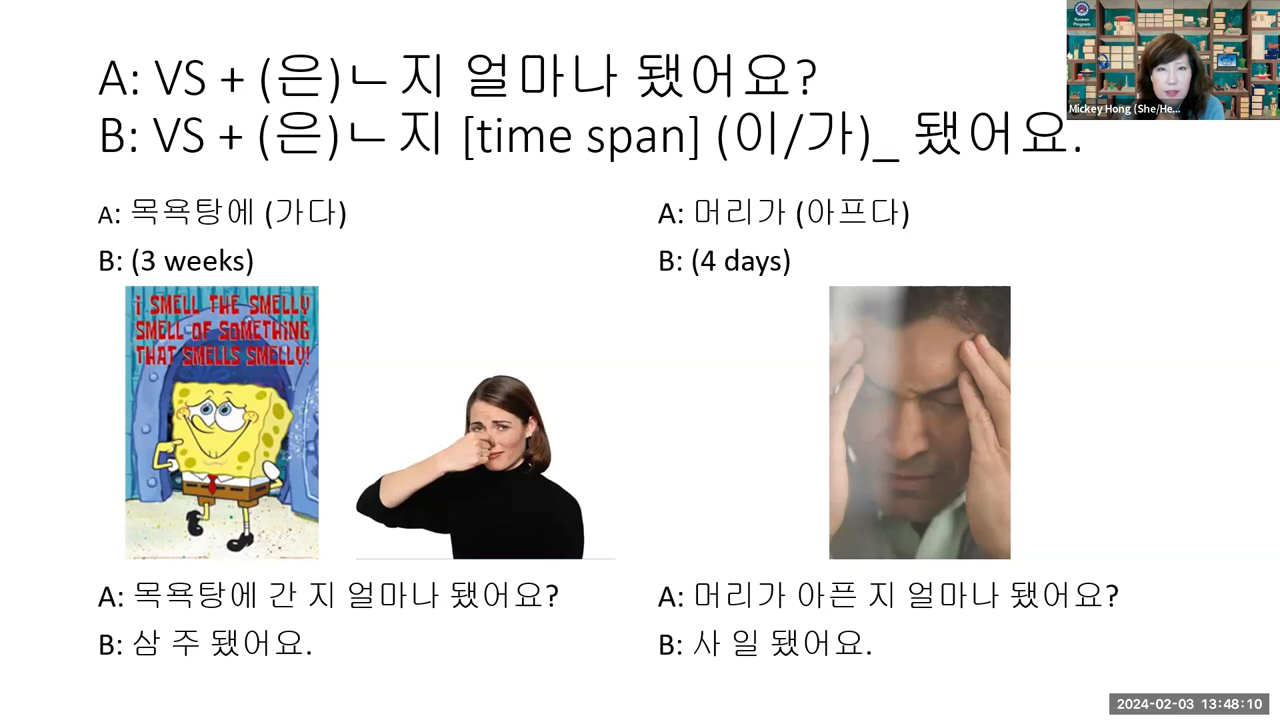 A: VS + (은)ㄴ지 얼마나 됐어요?
B: VS + (은)ㄴ지 [time span] (이/가)_ 됐어요.
Korean
Program
Mickey Hong (She/He...
A: 목욕탕에 (가다)
B: (3 weeks)
A: 머리가 (아프다)
B: (4 days)
I SMELL THE SMELLY
SMELL OF SOMETHING
THAT SMELLS SMELLY!
A: 목욕탕에 간 지 얼마나 됐어요?
B: 삼 주 됐어요.
A: 머리가 아픈 지 얼마나 됐어요?
B: 사 일 됐어요.
2024-02-03 13:48:10